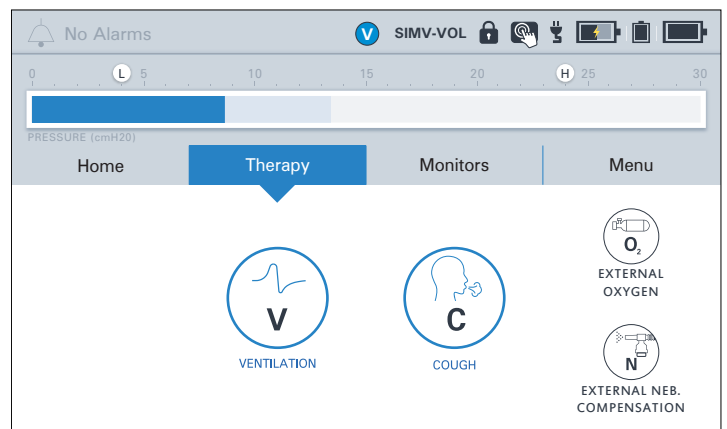 No Alarms
V SIMV-VOL
0 L 5 10 15 20 H 25 30
PRESSURE (cmH20)
Home Therapy Monitors Menu
V
VENTILATION
C
COUGH
O₂
EXTERNAL
OXYGEN
N
EXTERNAL NEB.
COMPENSATION